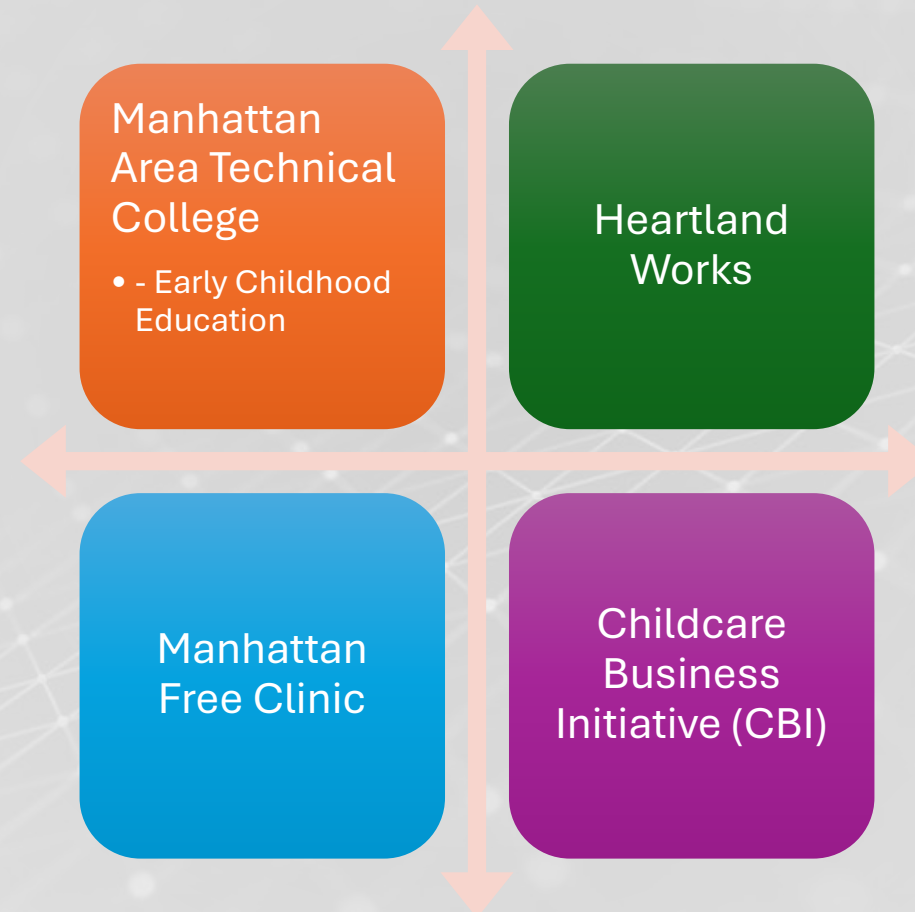 Manhattan
Area Technical
College
• - Early Childhood
Education
Heartland
Works
Manhattan
Free Clinic
Childcare
Business
Initiative (CBI)